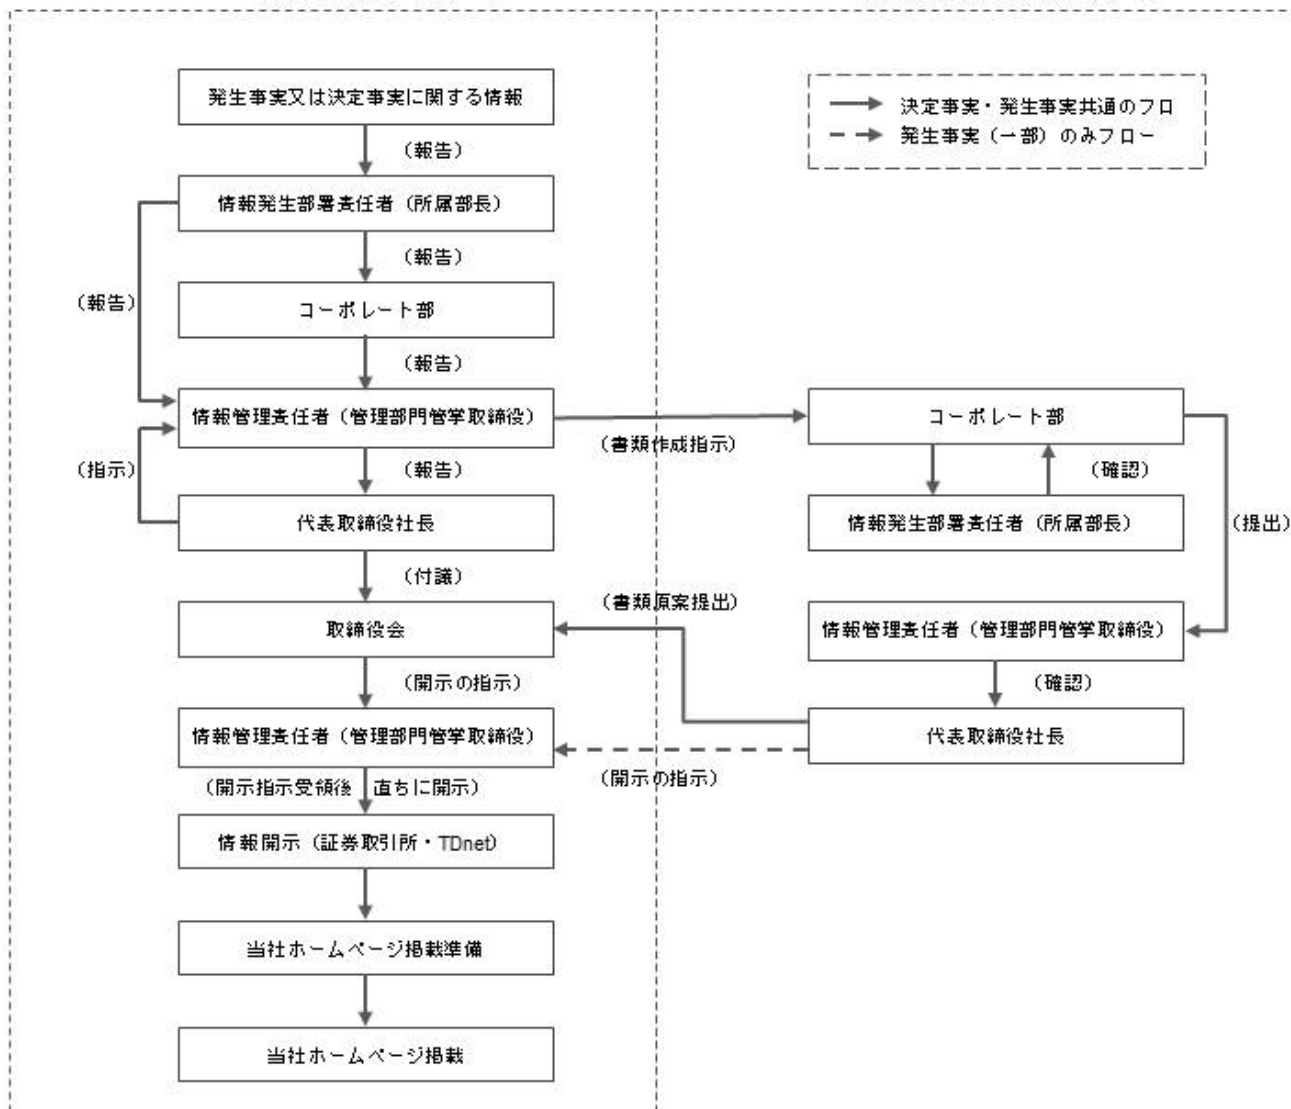 発生事実又は決定事実に関する情報
(報告)
情報発生部署責任者（所属部長）
(報告)
(報告)
コーポレート部
(報告)
情報管理責任者（管理部門管掌取締役）
(指示)
(報告)
代表取締役社長
(付議)
取締役会
(開示の指示)
情報管理責任者（管理部門管掌取締役）
(開示指示受領後 直ちに開示)
情報開示（証券取引所・TDnet）
当社ホームページ掲載準備
当社ホームページ掲載
決定事実・発生事実共通のフロ
発生事実（一部）のみフロー
(書類作成指示)
コーポレート部
(確認)
情報発生部署責任者（所属部長）
(提出)
(書類原案提出)
情報管理責任者（管理部門管掌取締役）
(確認)
代表取締役社長
(開示の指示)